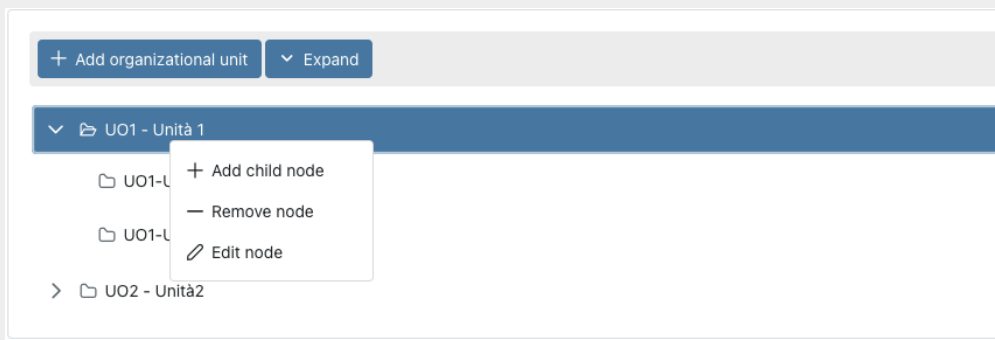 Add organizational unit Expand
UO1 - Unità 1
Add child node
UO1-U
Remove node
UO1-U
Edit node
UO2 - Unità2